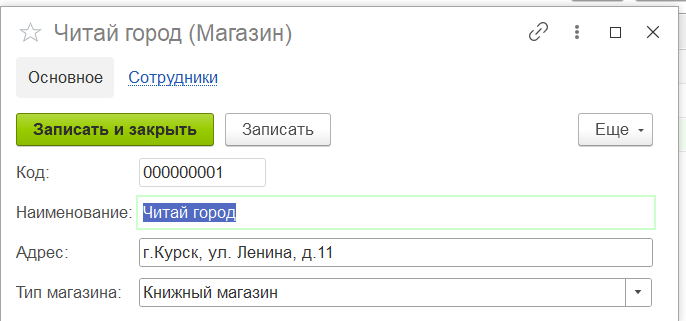 Читай город (Магазин)
Основное Сотрудники
Записать и закрыть Записать Еще
Код: 000000001
Наименование: Читай город
Адрес: г.Курск, ул. Ленина, д.11
Тип магазина: Книжный магазин